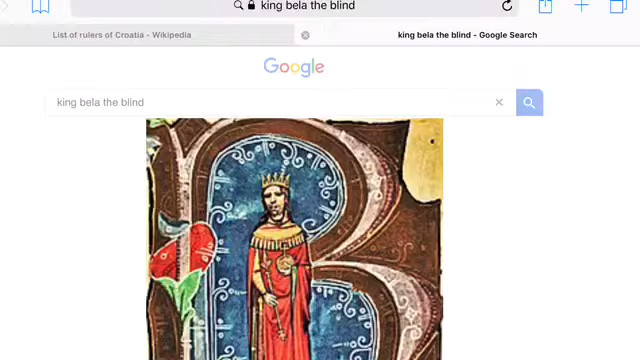 king bela the blind
List of rulers of Croatia - Wikipedia
king bela the blind - Google Search
Google
king bela the blind